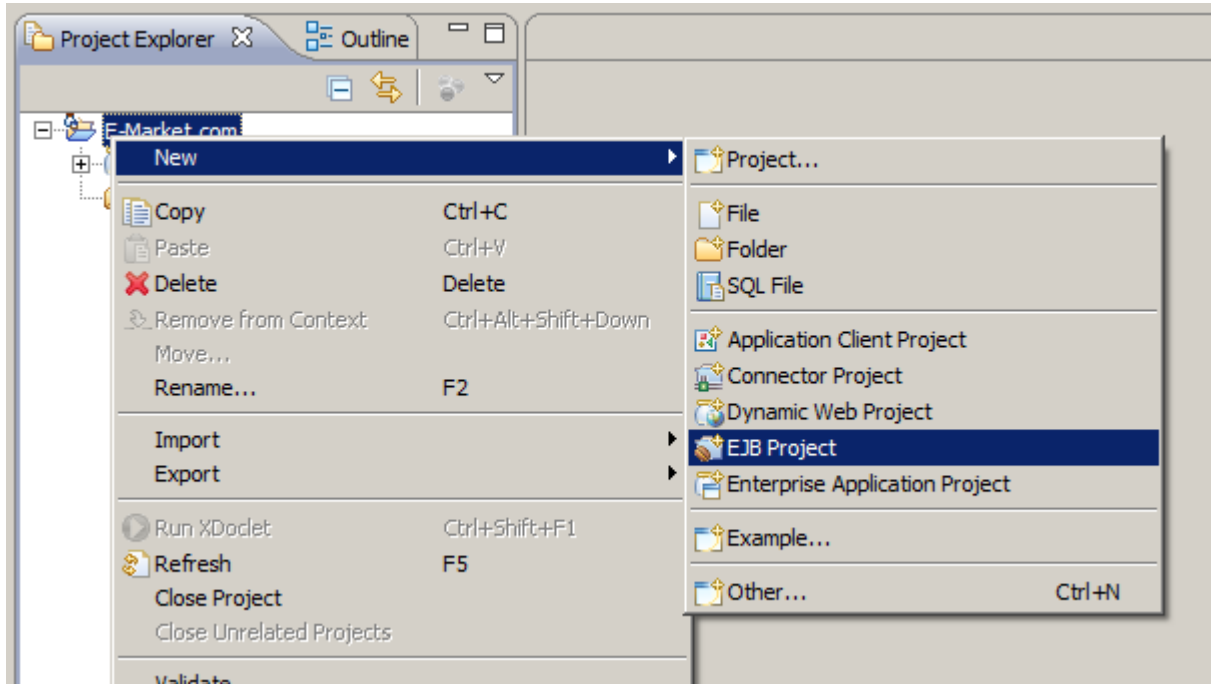 Project Explorer
Outline
E-Market.com
New
Copy Ctrl+C
Paste Ctrl+V
Delete Delete
Remove from Context Ctrl+Alt+Shift+Down
Move...
Rename... F2
Import
Export
Run XDoclet Ctrl+Shift+F1
Refresh F5
Close Project
Close Unrelated Projects
Validate
Project...
File
Folder
SQL File
Application Client Project
Connector Project
Dynamic Web Project
EJB Project
Enterprise Application Project
Example...
Other... Ctrl+N